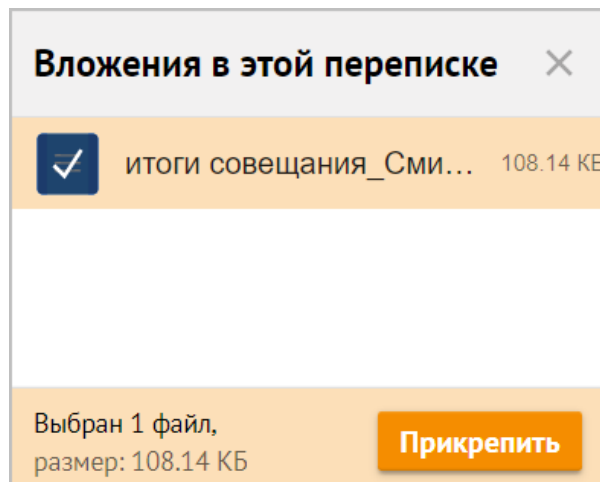 Вложения в этой переписке
итоги совещания_Сми... 108.14 КБ
Выбран 1 файл,
размер: 108.14 КБ
Прикрепить